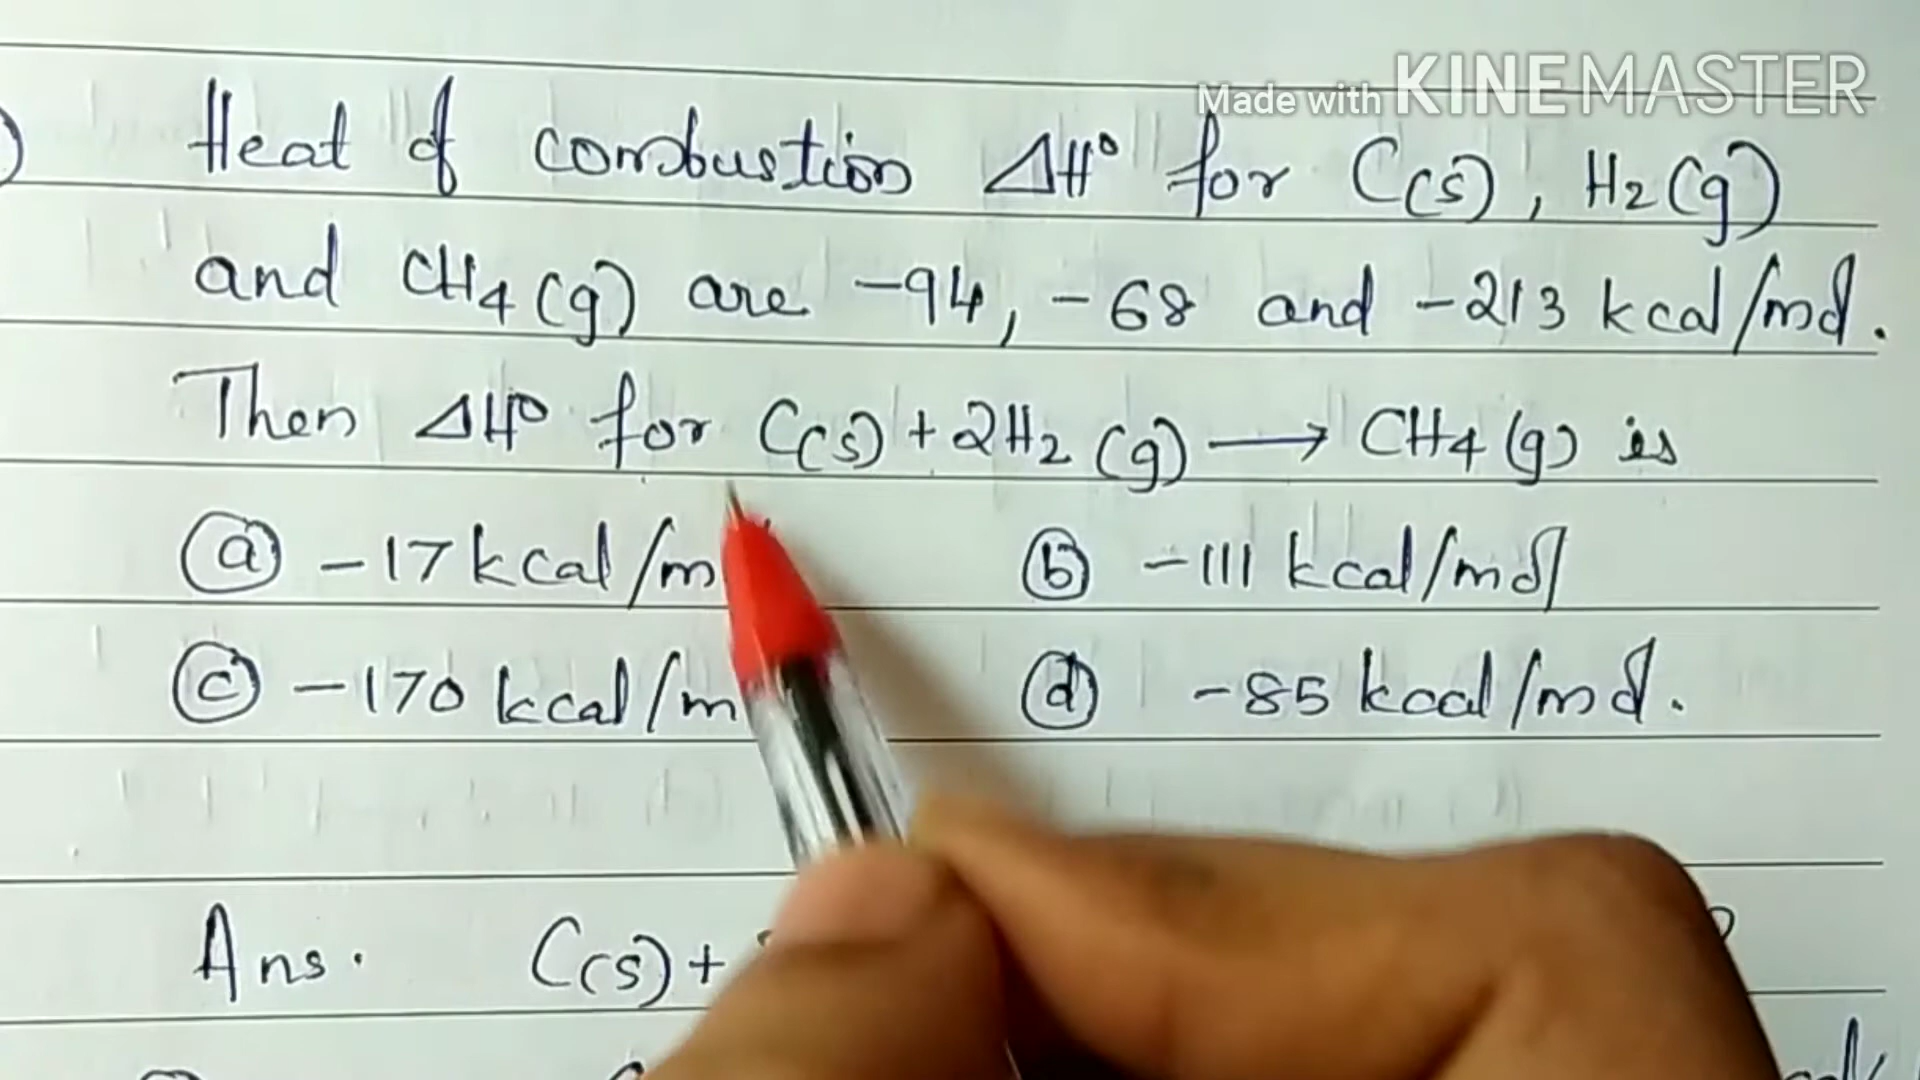 Made with KINEMASTER
Heat of combustion ΔH° for C(s), H2(g)
and CH4(g) are -94, -68 and -213 kcal/mol.
Then ΔH° for C(s) + 2H2(g) → CH4(g) is
(a) -17 kcal/m
(b) -111 kcal/mol
(c) -170 kcal/m
(d) -85 kcal/mol.
Ans. C(s) +